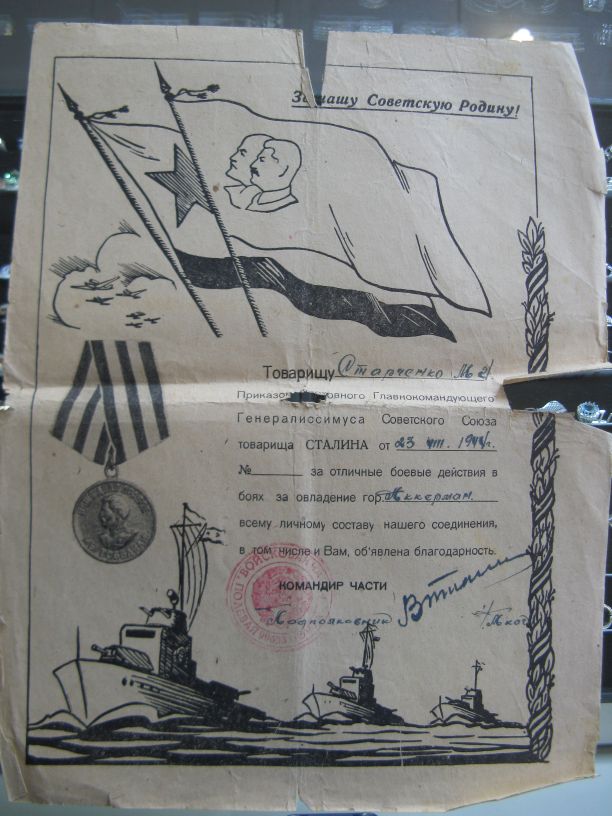 За нашу Советскую Родину!
Товарищу Старченко М.
Приказом Верховного Главнокомандующего
Генералиссимуса Советского Союза
товарища СТАЛИНА от 23 VIII. 1944г.
№ за отличные боевые действия в
боях за овладение гор. Аккерман
всему личному составу нашего соединения,
в том числе и Вам, об'явлена благодарность.
КОМАНДИР ЧАСТИ
Подполковник